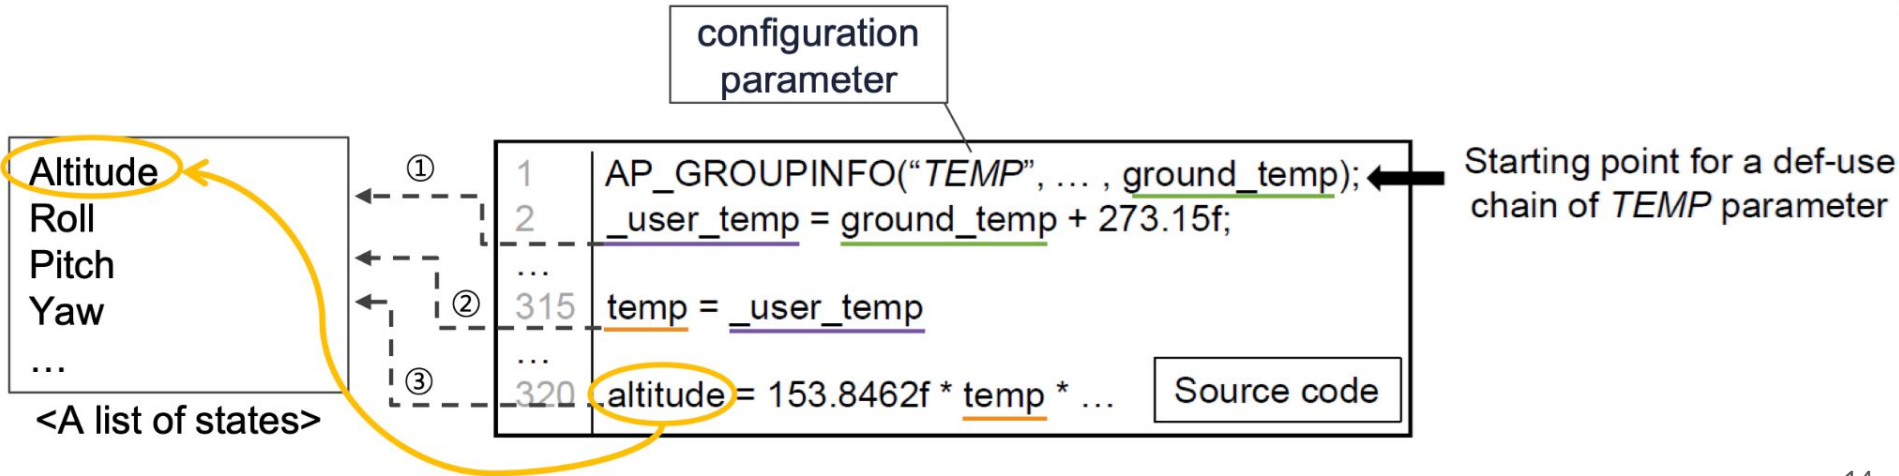 configuration
parameter
Altitude
Roll
Pitch
Yaw
…
<A list of states>
①
②
③
1 AP_GROUPINFO(“TEMP”, … , ground_temp);
2 _user_temp = ground_temp + 273.15f;
…
315 temp = _user_temp
…
320 altitude = 153.8462f * temp * …
Source code
Starting point for a def-use
chain of TEMP parameter